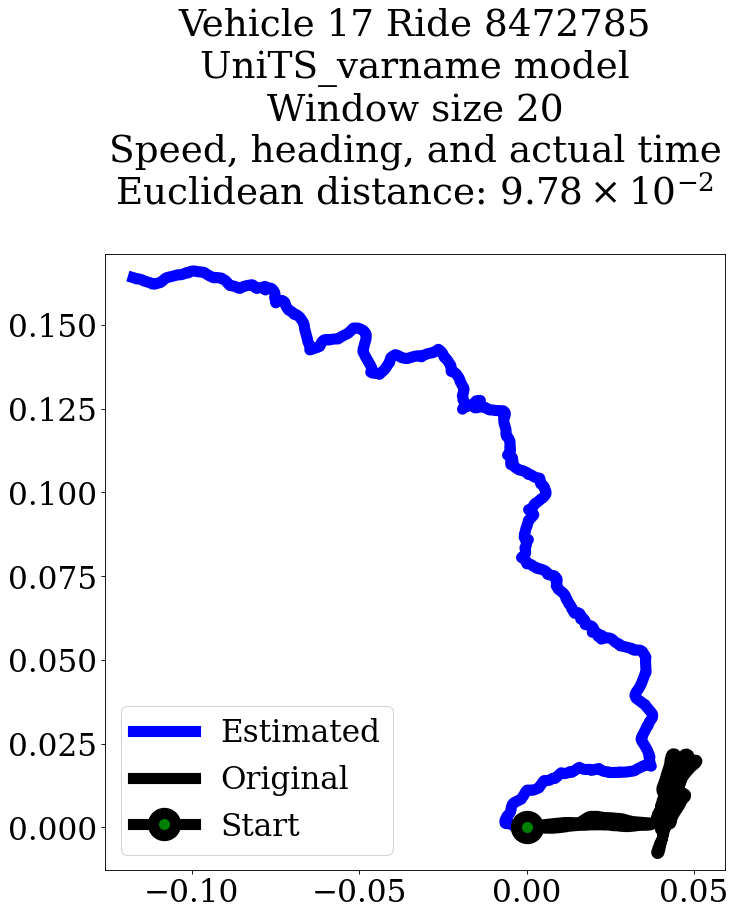 Vehicle 17 Ride 8472785
UniTS_varname model
Window size 20
Speed, heading, and actual time
Euclidean distance: 9.78 × 10⁻²
0.150
0.125
0.100
0.075
0.050
0.025
0.000
Estimated
Original
Start
−0.10
−0.05
0.00
0.05